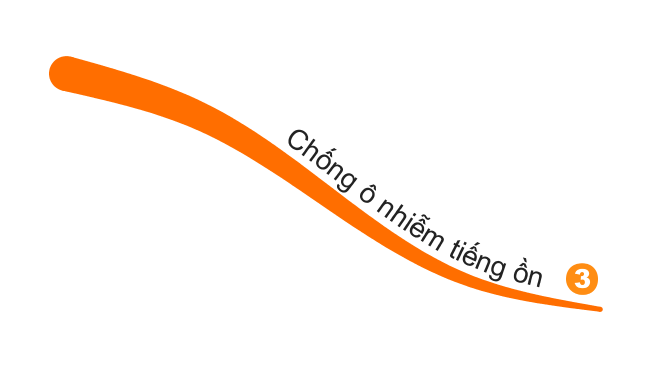 Chống ô nhiễm tiếng ồn
3